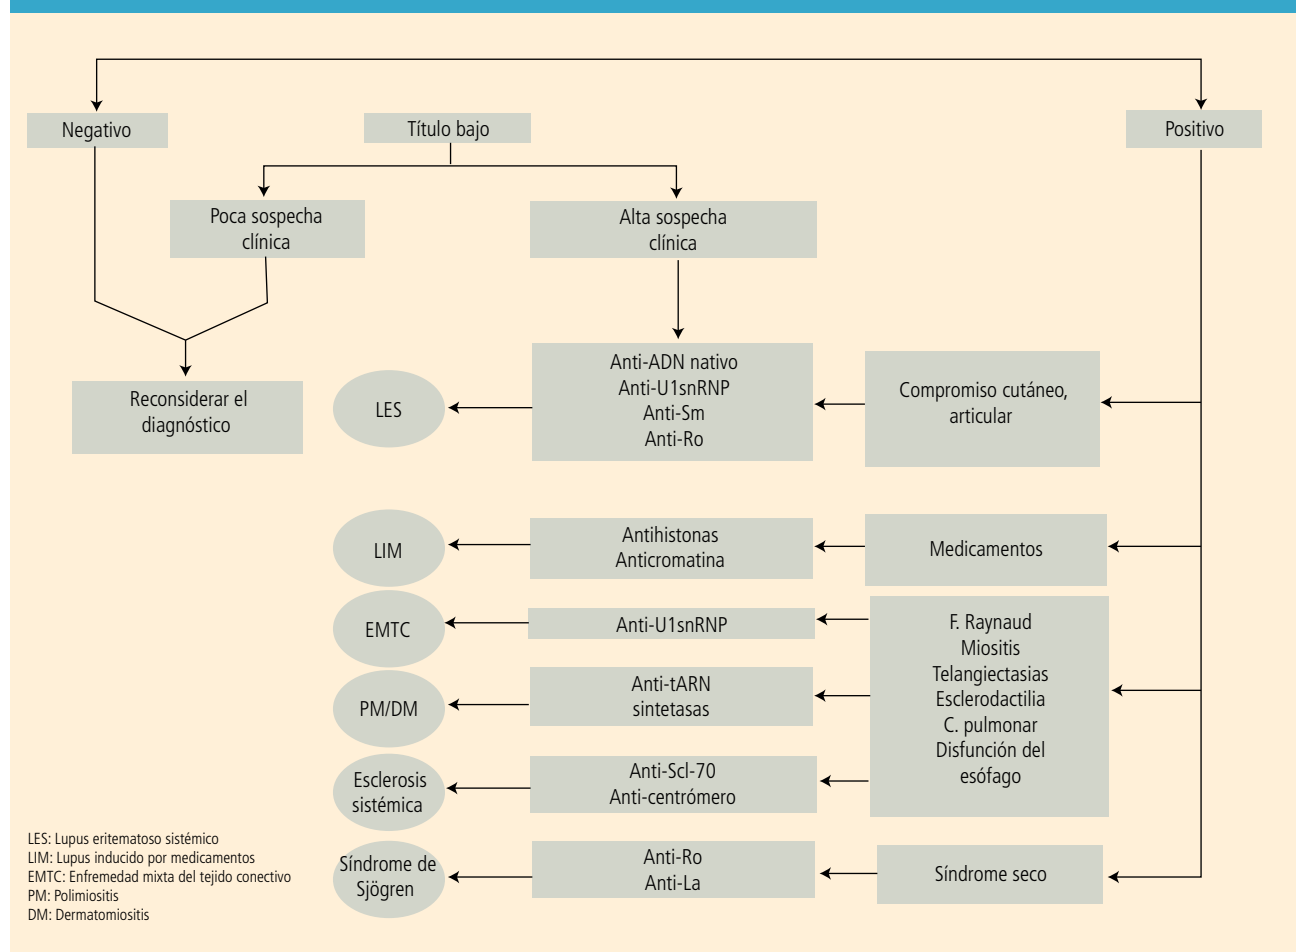 Negativo
Título bajo
Positivo
Poca sospecha
clínica
Alta sospecha
clínica
Reconsiderar el
diagnóstico
LES
Anti-ADN nativo
Anti-U1snRNP
Anti-Sm
Anti-Ro
Compromiso cutáneo,
articular
LIM
Antihistonas
Anticromatina
Medicamentos
EMTC
Anti-U1snRNP
F. Raynaud
Miositis
Telangiectasias
Esclerodactilia
C. pulmonar
Disfunción del
esófago
PM/DM
Anti-tARN
sintetasas
Esclerosis
sistémica
Anti-Scl-70
Anti-centrómero
Síndrome de
Sjögren
Anti-Ro
Anti-La
Síndrome seco
LES: Lupus eritematoso sistémico
LIM: Lupus inducido por medicamentos
EMTC: Enfremedad mixta del tejido conectivo
PM: Polimiositis
DM: Dermatomiositis